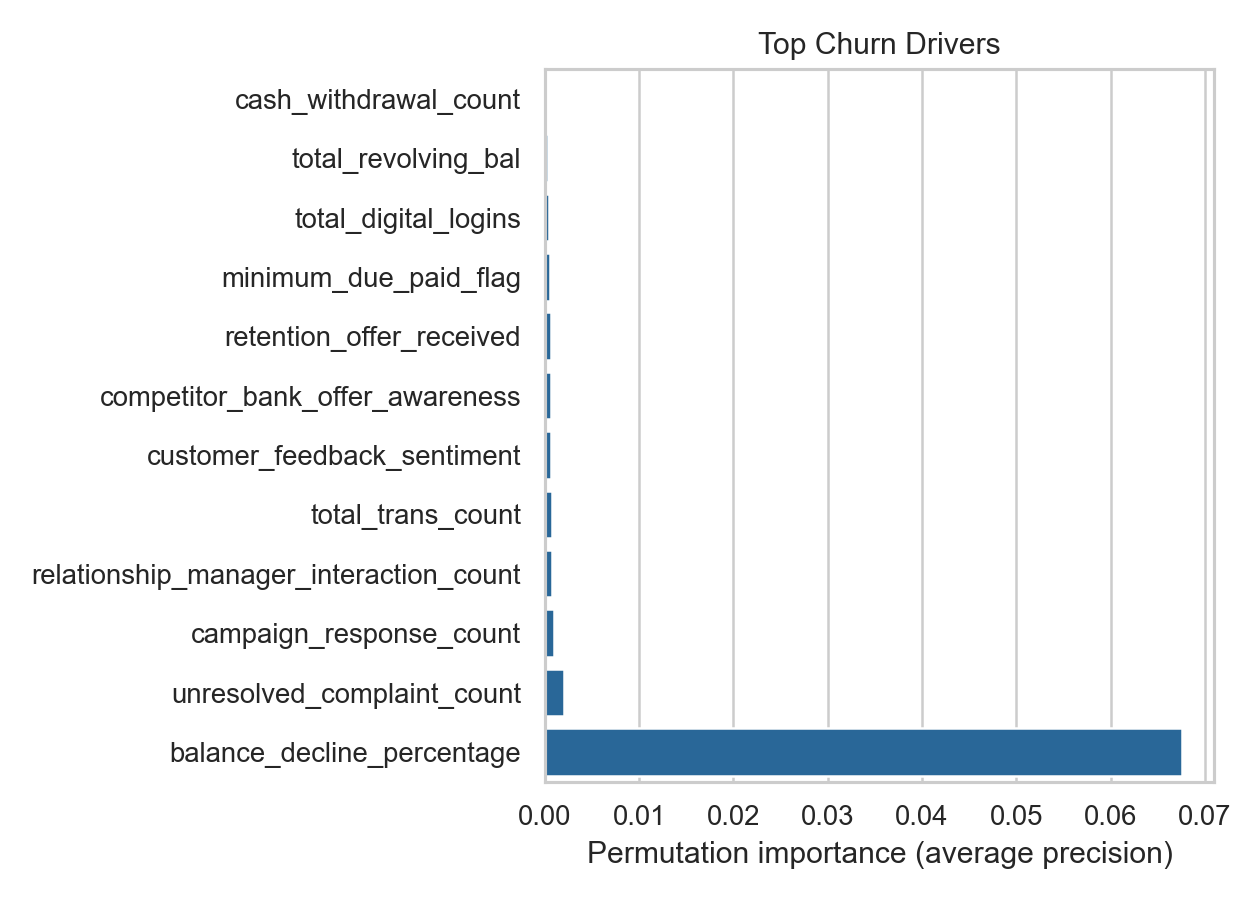 Top Churn Drivers
cash_withdrawal_count
total_revolving_bal
total_digital_logins
minimum_due_paid_flag
retention_offer_received
competitor_bank_offer_awareness
customer_feedback_sentiment
total_trans_count
relationship_manager_interaction_count
campaign_response_count
unresolved_complaint_count
balance_decline_percentage
0.00 0.01 0.02 0.03 0.04 0.05 0.06 0.07
Permutation importance (average precision)